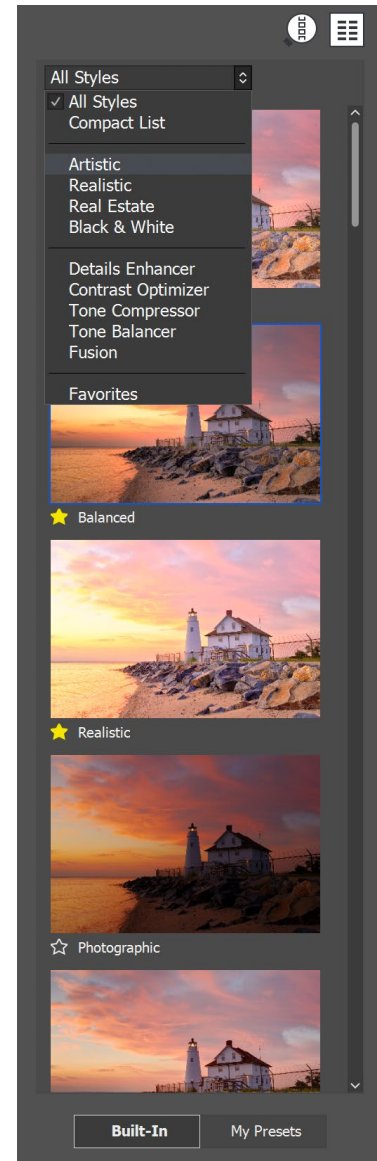 All Styles
All Styles
Compact List
Artistic
Realistic
Real Estate
Black & White
Details Enhancer
Contrast Optimizer
Tone Compressor
Tone Balancer
Fusion
Favorites
Balanced
Realistic
Photographic
Built-In My Presets